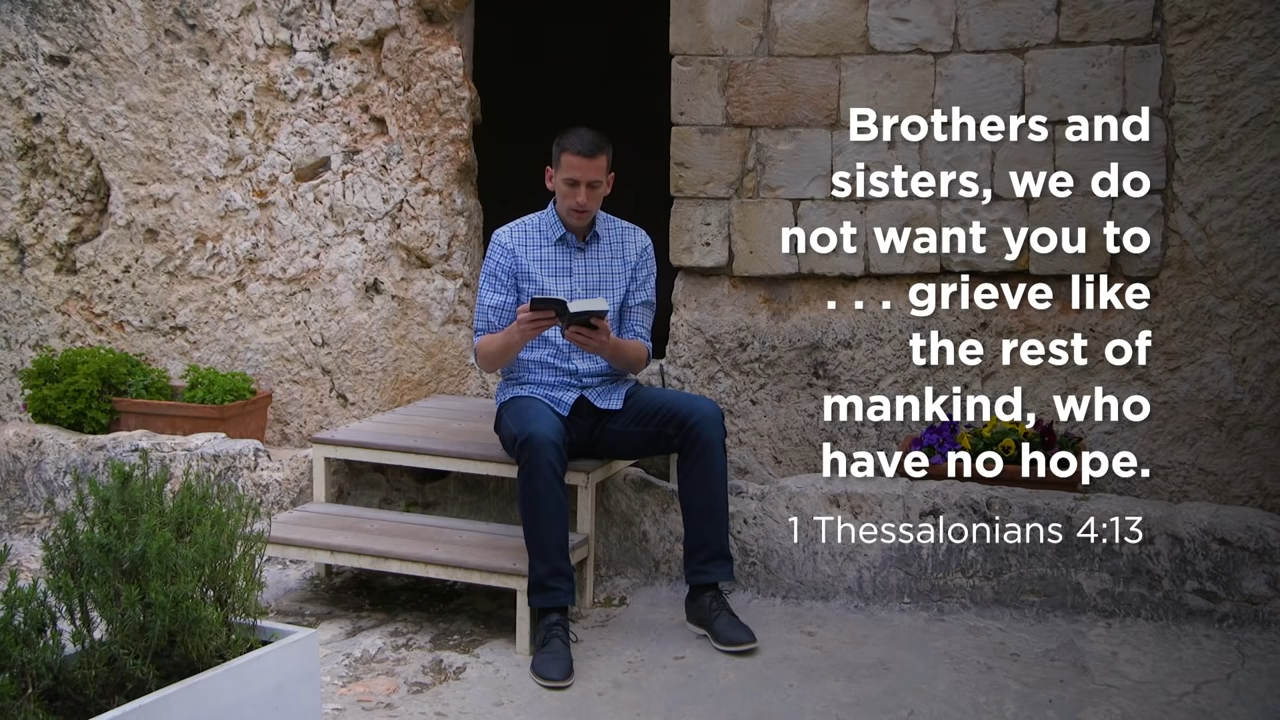 Brothers and
sisters, we do
not want you to
. . . grieve like
the rest of
mankind, who
have no hope.
1 Thessalonians 4:13